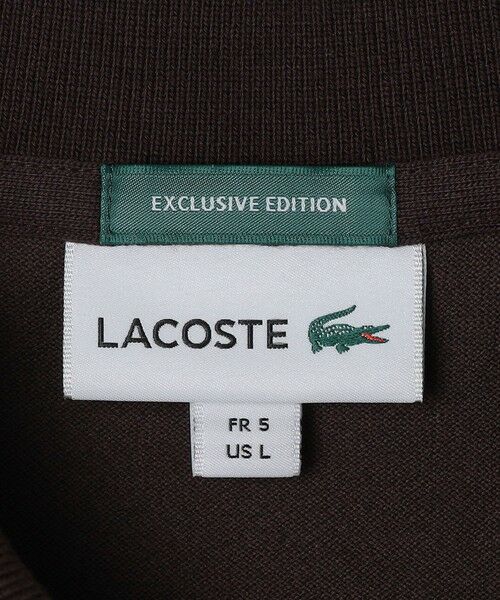 EXCLUSIVE EDITION
LACOSTE
FR 5
US L